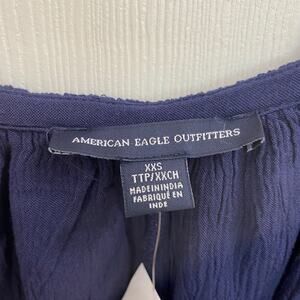 AMERICAN EAGLE OUTFITTERS
XXS
TTP/XXCH
MADE IN INDIA
FABRIQUÉ EN
INDE